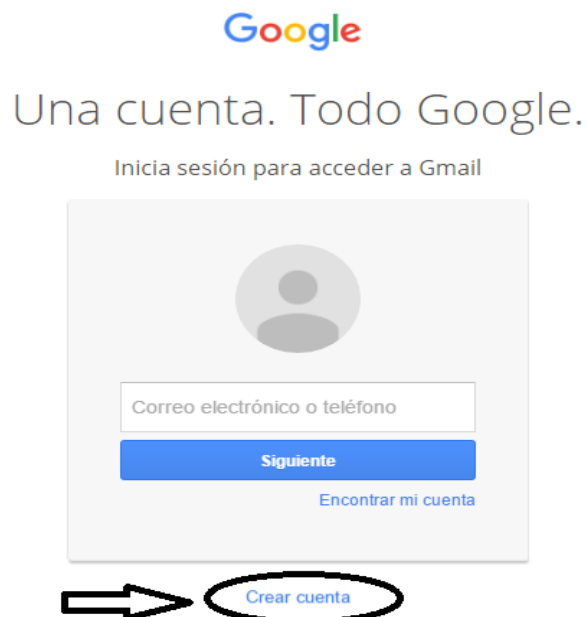 Google
Una cuenta. Todo Google.
Inicia sesión para acceder a Gmail
Correo electrónico o teléfono
Siguiente
Encontrar mi cuenta
Crear cuenta